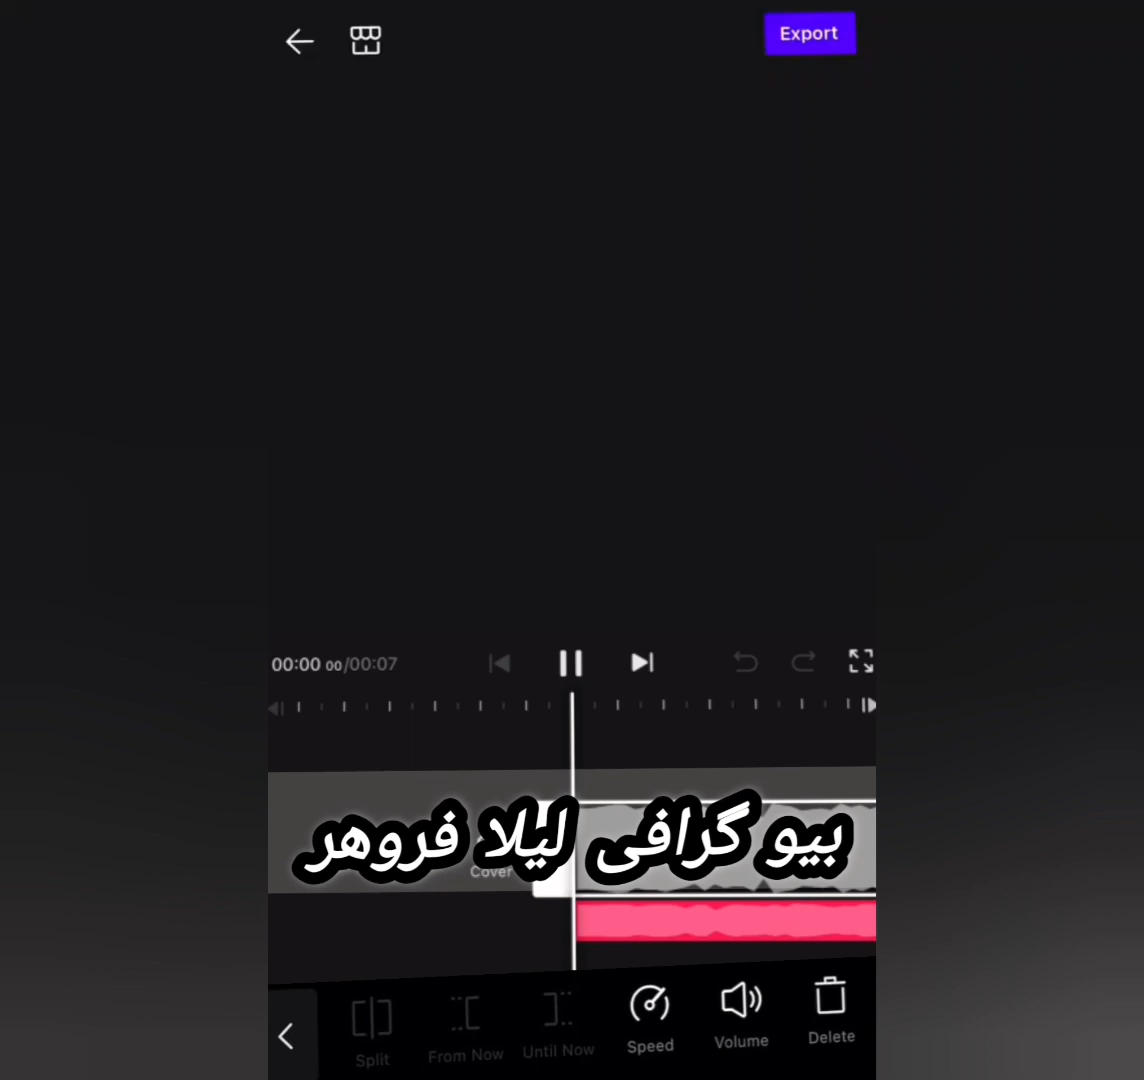 Export
00:00 00/00:07
بیو گرافی لیلا فروهر
Cover
Split
From Now
Until Now
Speed
Volume
Delete